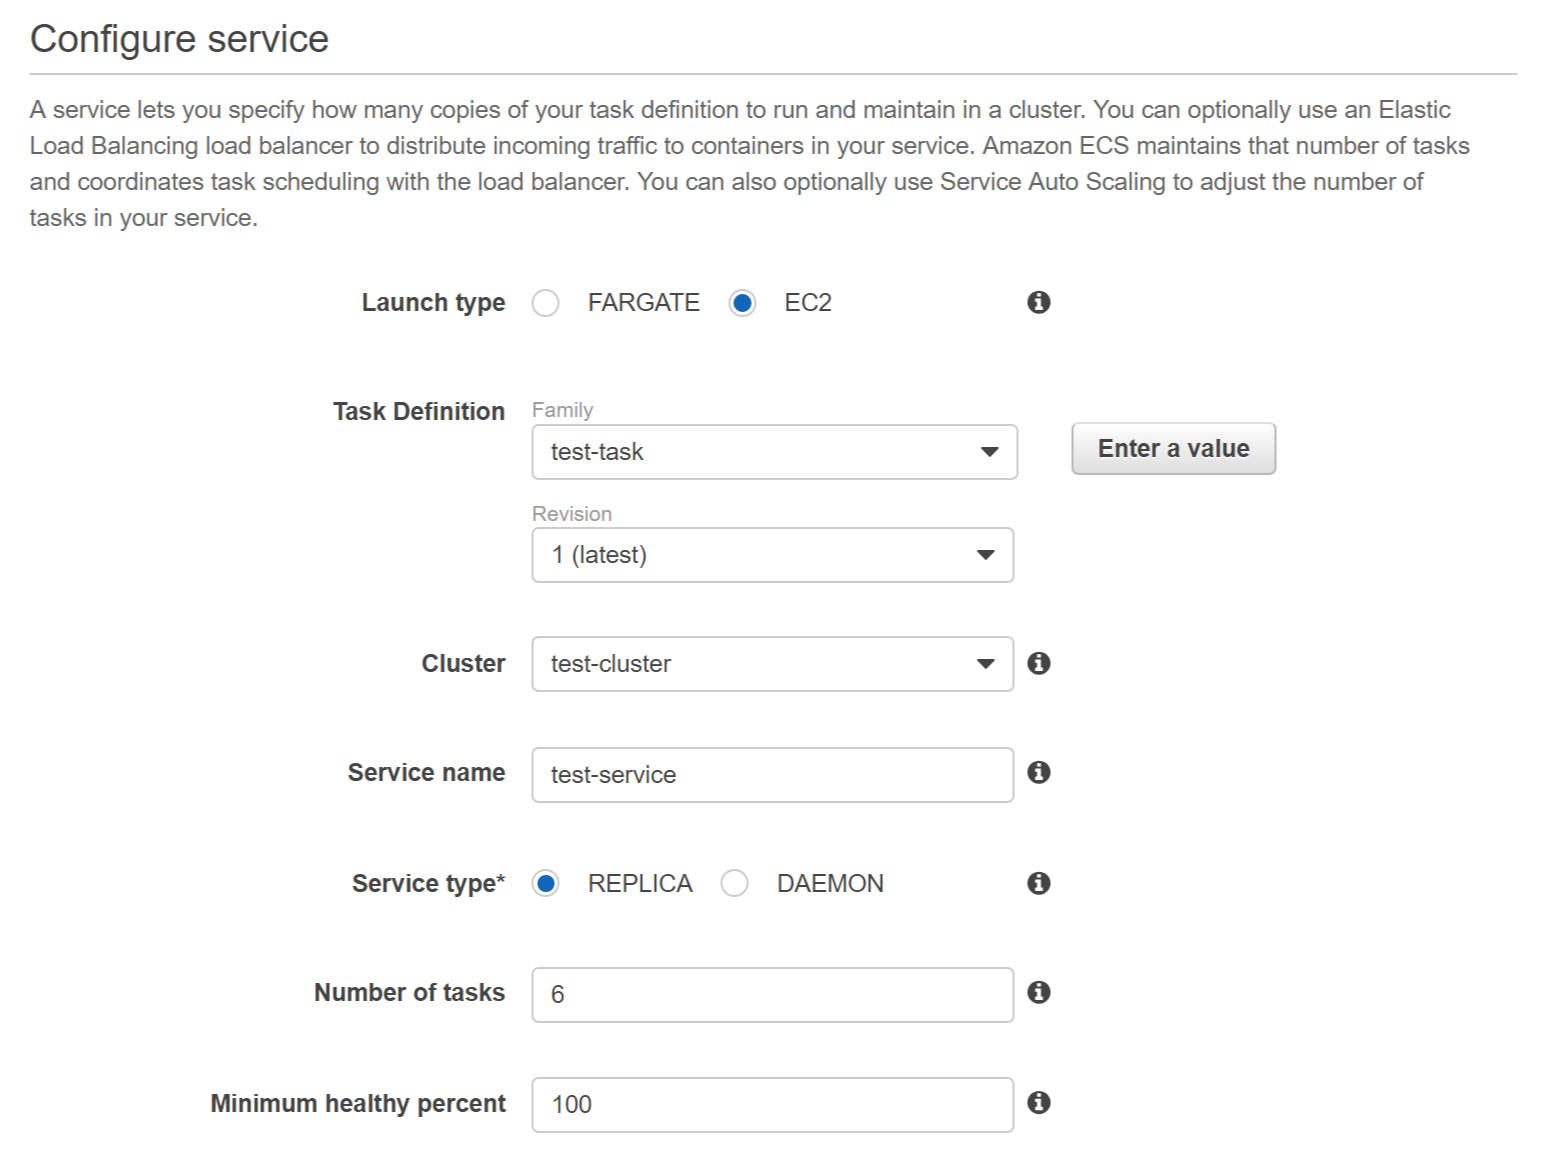 Configure service
A service lets you specify how many copies of your task definition to run and maintain in a cluster. You can optionally use an Elastic
Load Balancing load balancer to distribute incoming traffic to containers in your service. Amazon ECS maintains that number of tasks
and coordinates task scheduling with the load balancer. You can also optionally use Service Auto Scaling to adjust the number of
tasks in your service.
Launch type FARGATE EC2
Task Definition Family
test-task Enter a value
Revision
1 (latest)
Cluster test-cluster
Service name test-service
Service type* REPLICA DAEMON
Number of tasks 6
Minimum healthy percent 100